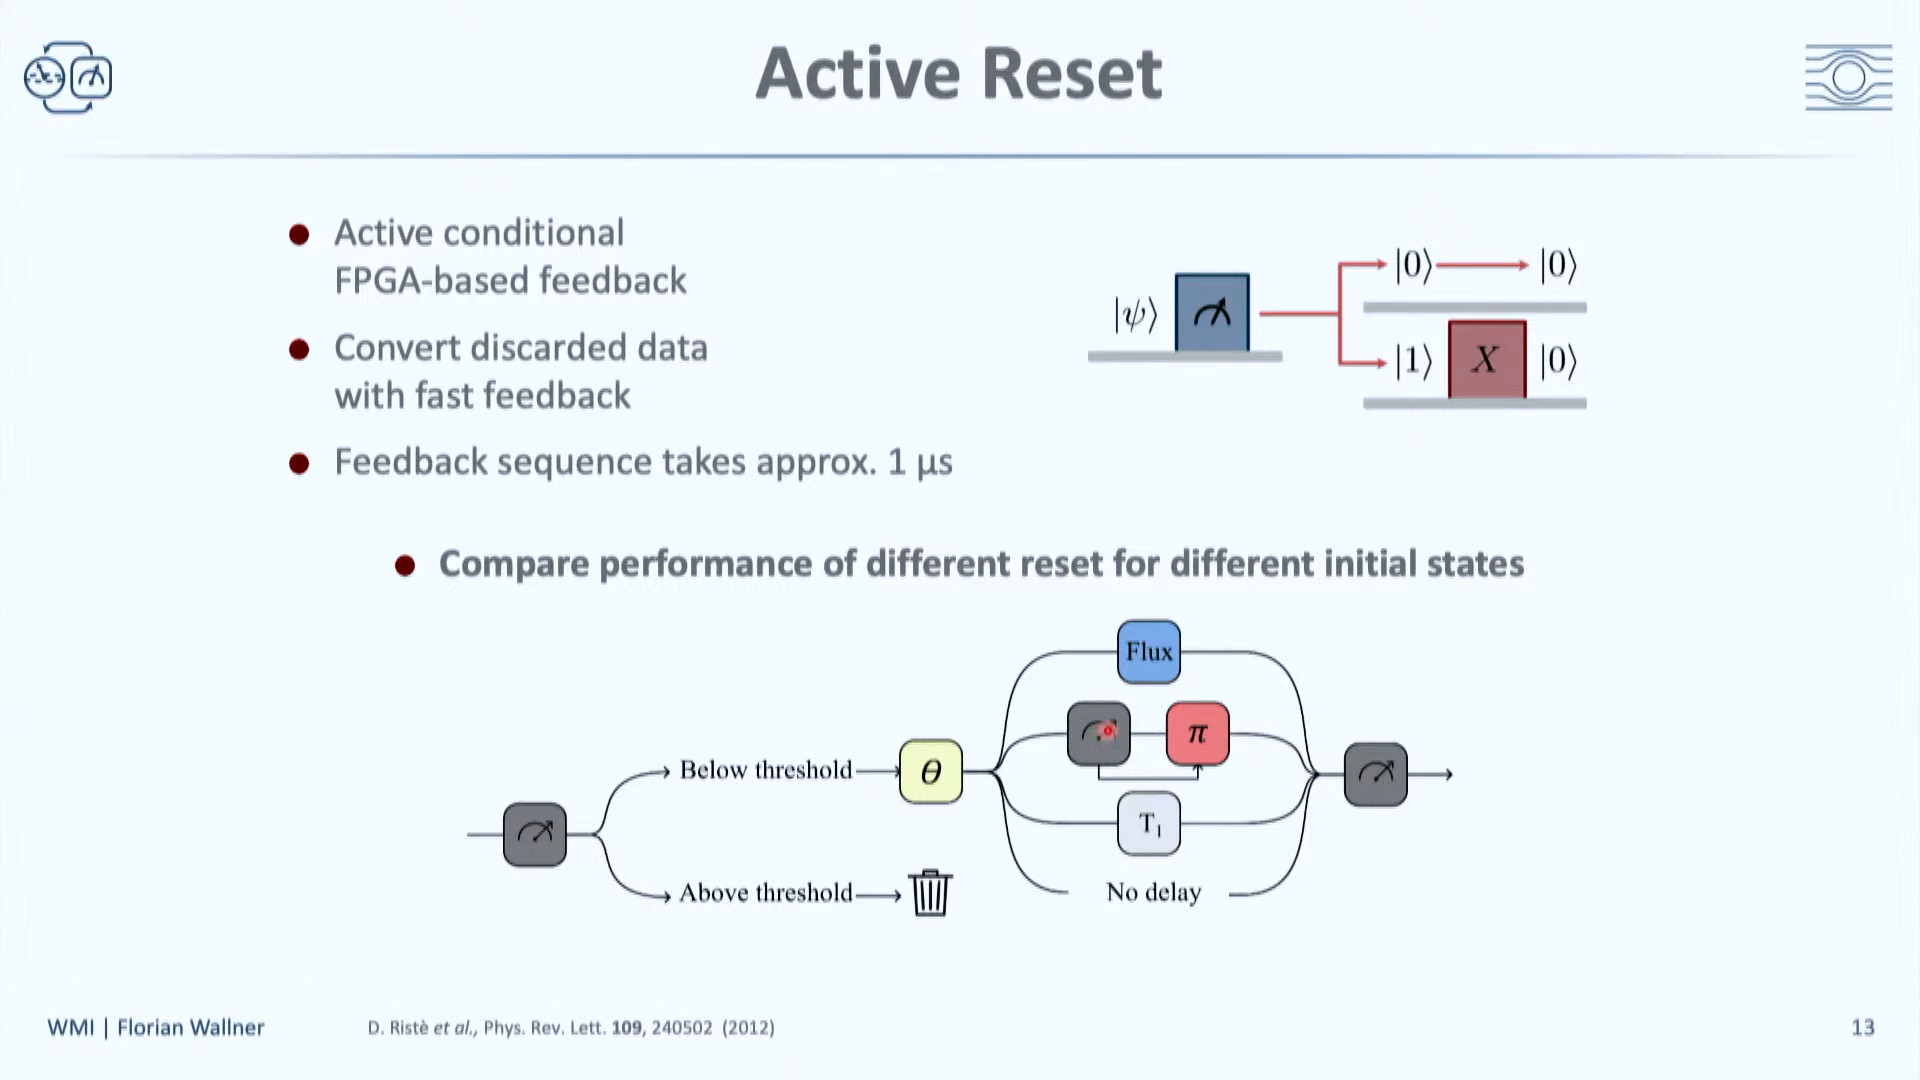 Active Reset
Active conditional
FPGA-based feedback
Convert discarded data
with fast feedback
Feedback sequence takes approx. 1 µs
|ψ⟩
|0⟩
|0⟩
|1⟩
X
|0⟩
Compare performance of different reset for different initial states
Flux
π
Below threshold
θ
T₁
Above threshold
No delay
WMI | Florian Wallner
D. Ristè et al., Phys. Rev. Lett. 109, 240502 (2012)
13